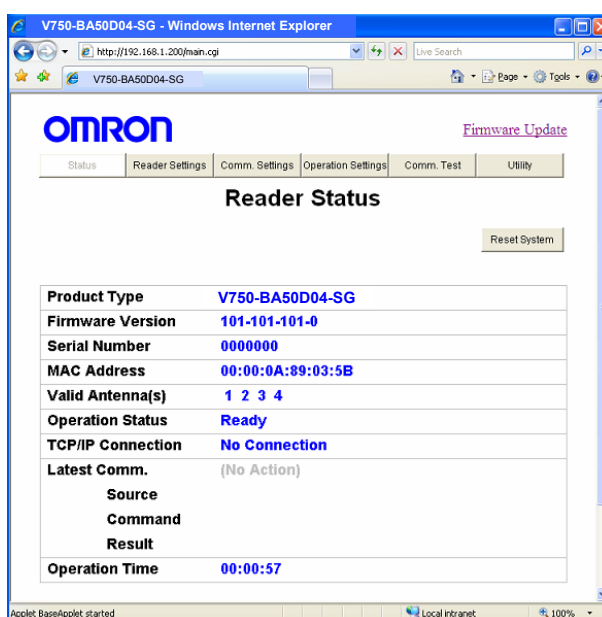 V750-BA50D04-SG - Windows Internet Explorer
http://192.168.1.200/main.cgi
Live Search
V750-BA50D04-SG
Page
Tools
OMRON
Firmware Update
Status
Reader Settings
Comm. Settings
Operation Settings
Comm. Test
Utility
Reader Status
Reset System
Product Type V750-BA50D04-SG
Firmware Version 101-101-101-0
Serial Number 0000000
MAC Address 00:00:0A:89:03:5B
Valid Antenna(s) 1 2 3 4
Operation Status Ready
TCP/IP Connection No Connection
Latest Comm. (No Action)
Source
Command
Result
Operation Time 00:00:57
Applet BaseApplet started
Local intranet
100%